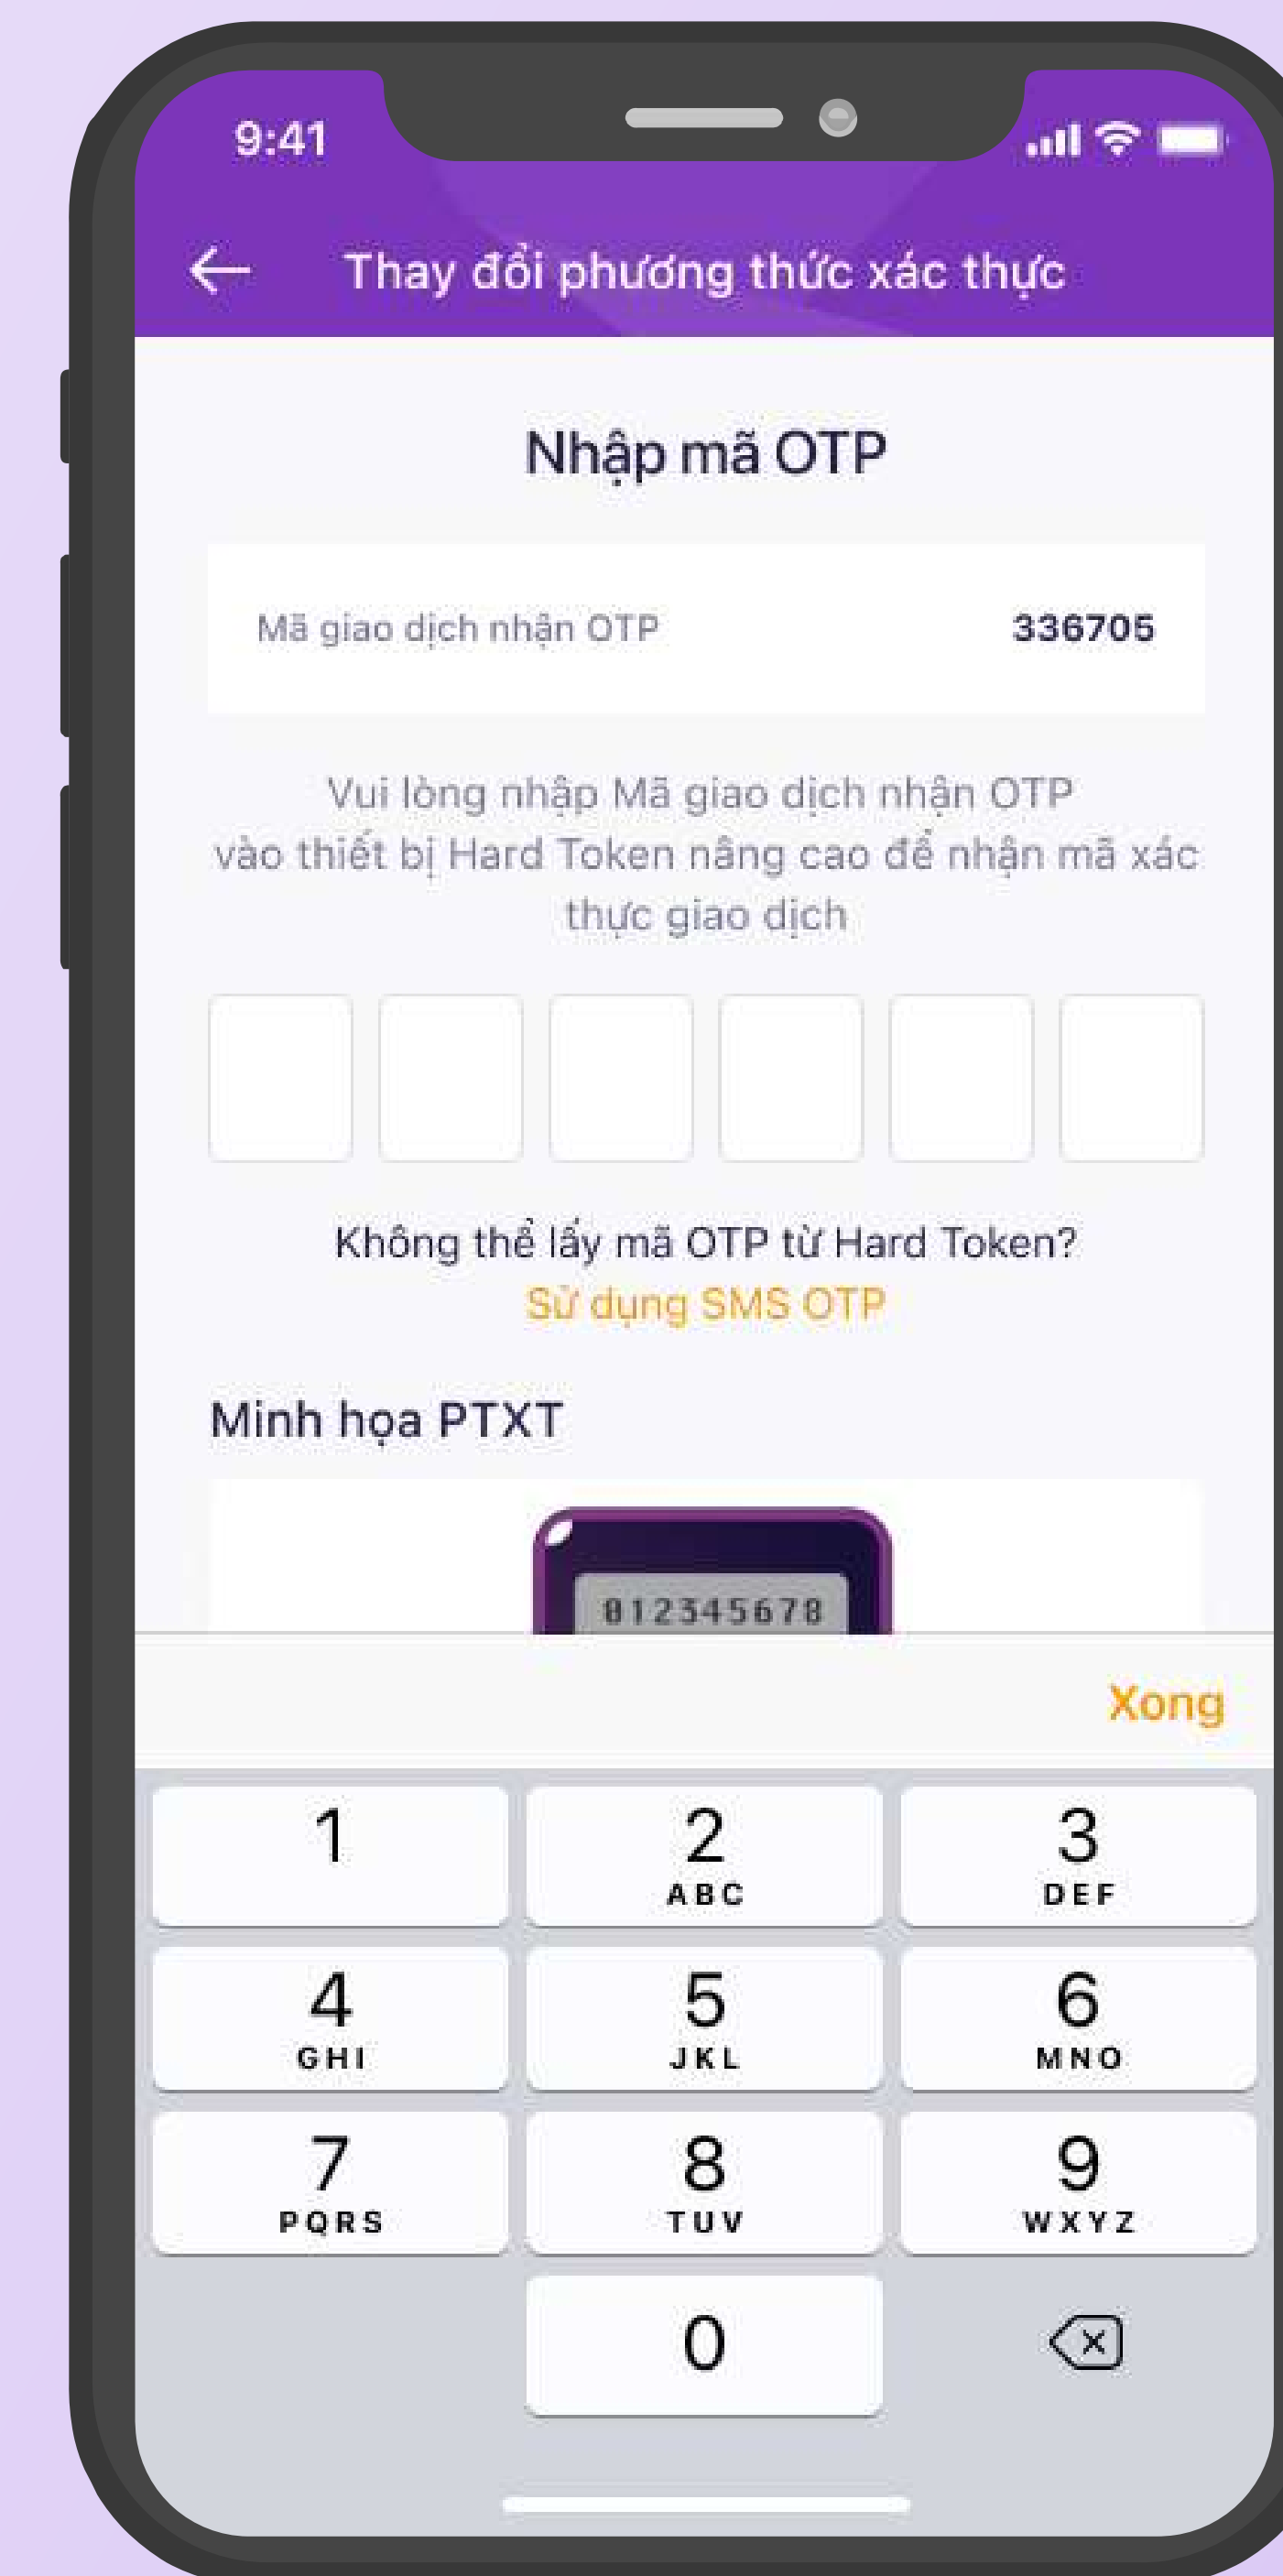 9:41
Thay đổi phương thức xác thực
Nhập mã OTP
Mã giao dịch nhận OTP 336705
Vui lòng nhập Mã giao dịch nhận OTP
vào thiết bị Hard Token nâng cao để nhận mã xác
thực giao dịch
Không thể lấy mã OTP từ Hard Token?
Sử dụng SMS OTP
Minh họa PTXT
012345678
Xong
1 2 3
ABC DEF
4 5 6
GHI JKL MNO
7 8 9
PQRS TUV WXYZ
0